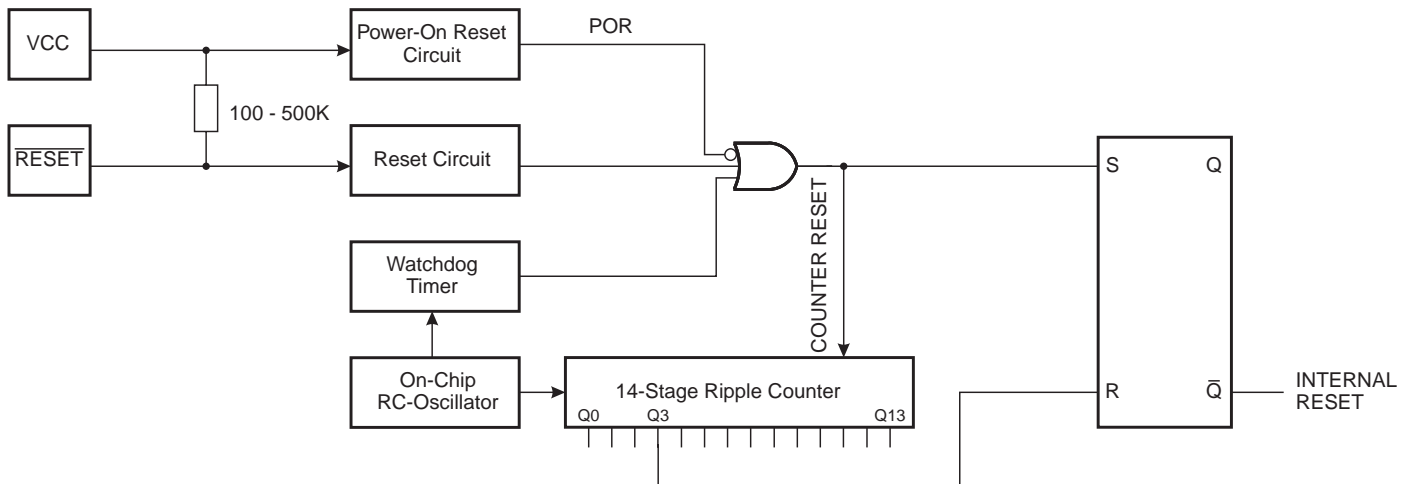 VCC
Power-On Reset
Circuit
POR
100 - 500K
RESET
Reset Circuit
S
Q
COUNTER RESET
Watchdog
Timer
On-Chip
RC-Oscillator
14-Stage Ripple Counter
Q0
Q3
Q13
R
Q̅
INTERNAL
RESET